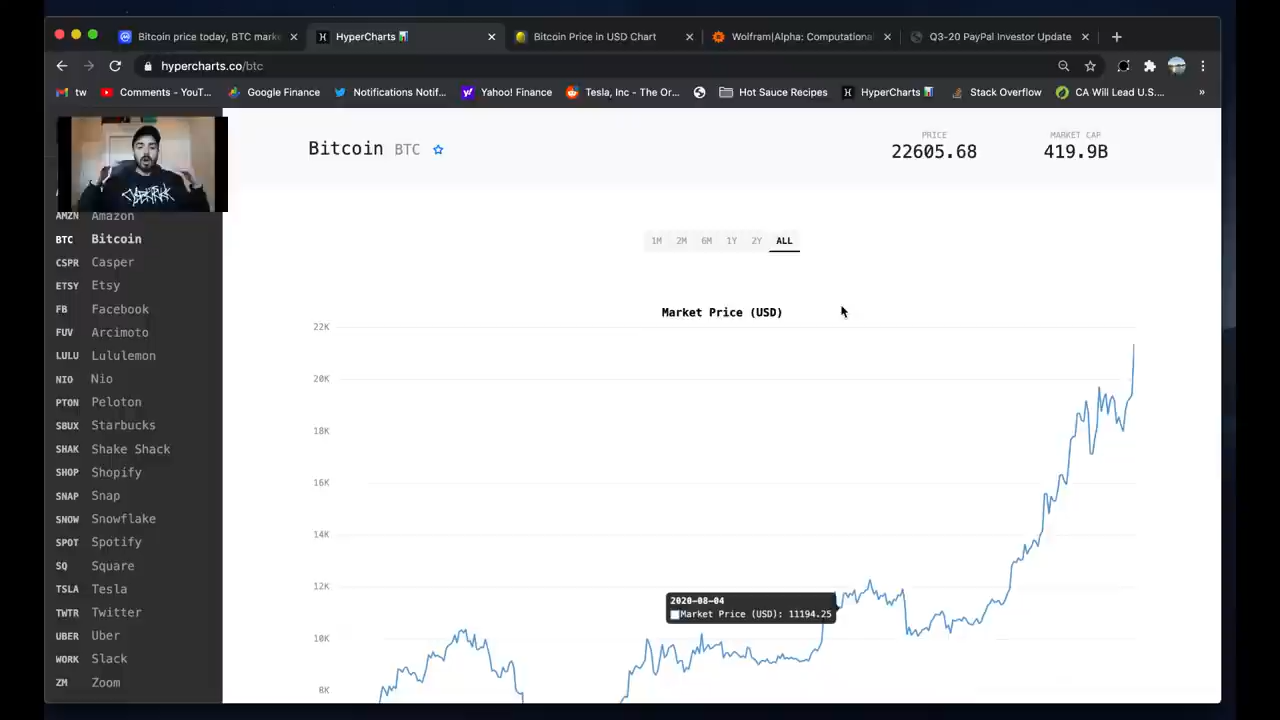 Bitcoin price today, BTC mark
HyperCharts
Bitcoin Price in USD Chart
Wolfram|Alpha: Computational
Q3-20 PayPal Investor Update
hypercharts.co/btc
tw
Comments - YouT...
Google Finance
Notifications Notif...
Yahoo! Finance
Tesla, Inc - The Or...
Hot Sauce Recipes
HyperCharts
Stack Overflow
CA Will Lead U.S....
»
Bitcoin BTC
PRICE
22605.68
MARKET CAP
419.9B
CYBERTRUCK
AMZN Amazon
BTC Bitcoin
CSPR Casper
ETSY Etsy
FB Facebook
FUV Arcimoto
LULU Lululemon
NIO Nio
PTON Peloton
SBUX Starbucks
SHAK Shake Shack
SHOP Shopify
SNAP Snap
SNOW Snowflake
SPOT Spotify
SQ Square
TSLA Tesla
TWTR Twitter
UBER Uber
WORK Slack
ZM Zoom
1M 2M 6M 1Y 2Y ALL
Market Price (USD)
22K
20K
18K
16K
14K
12K
10K
8K
2020-08-04
Market Price (USD): 11194.25